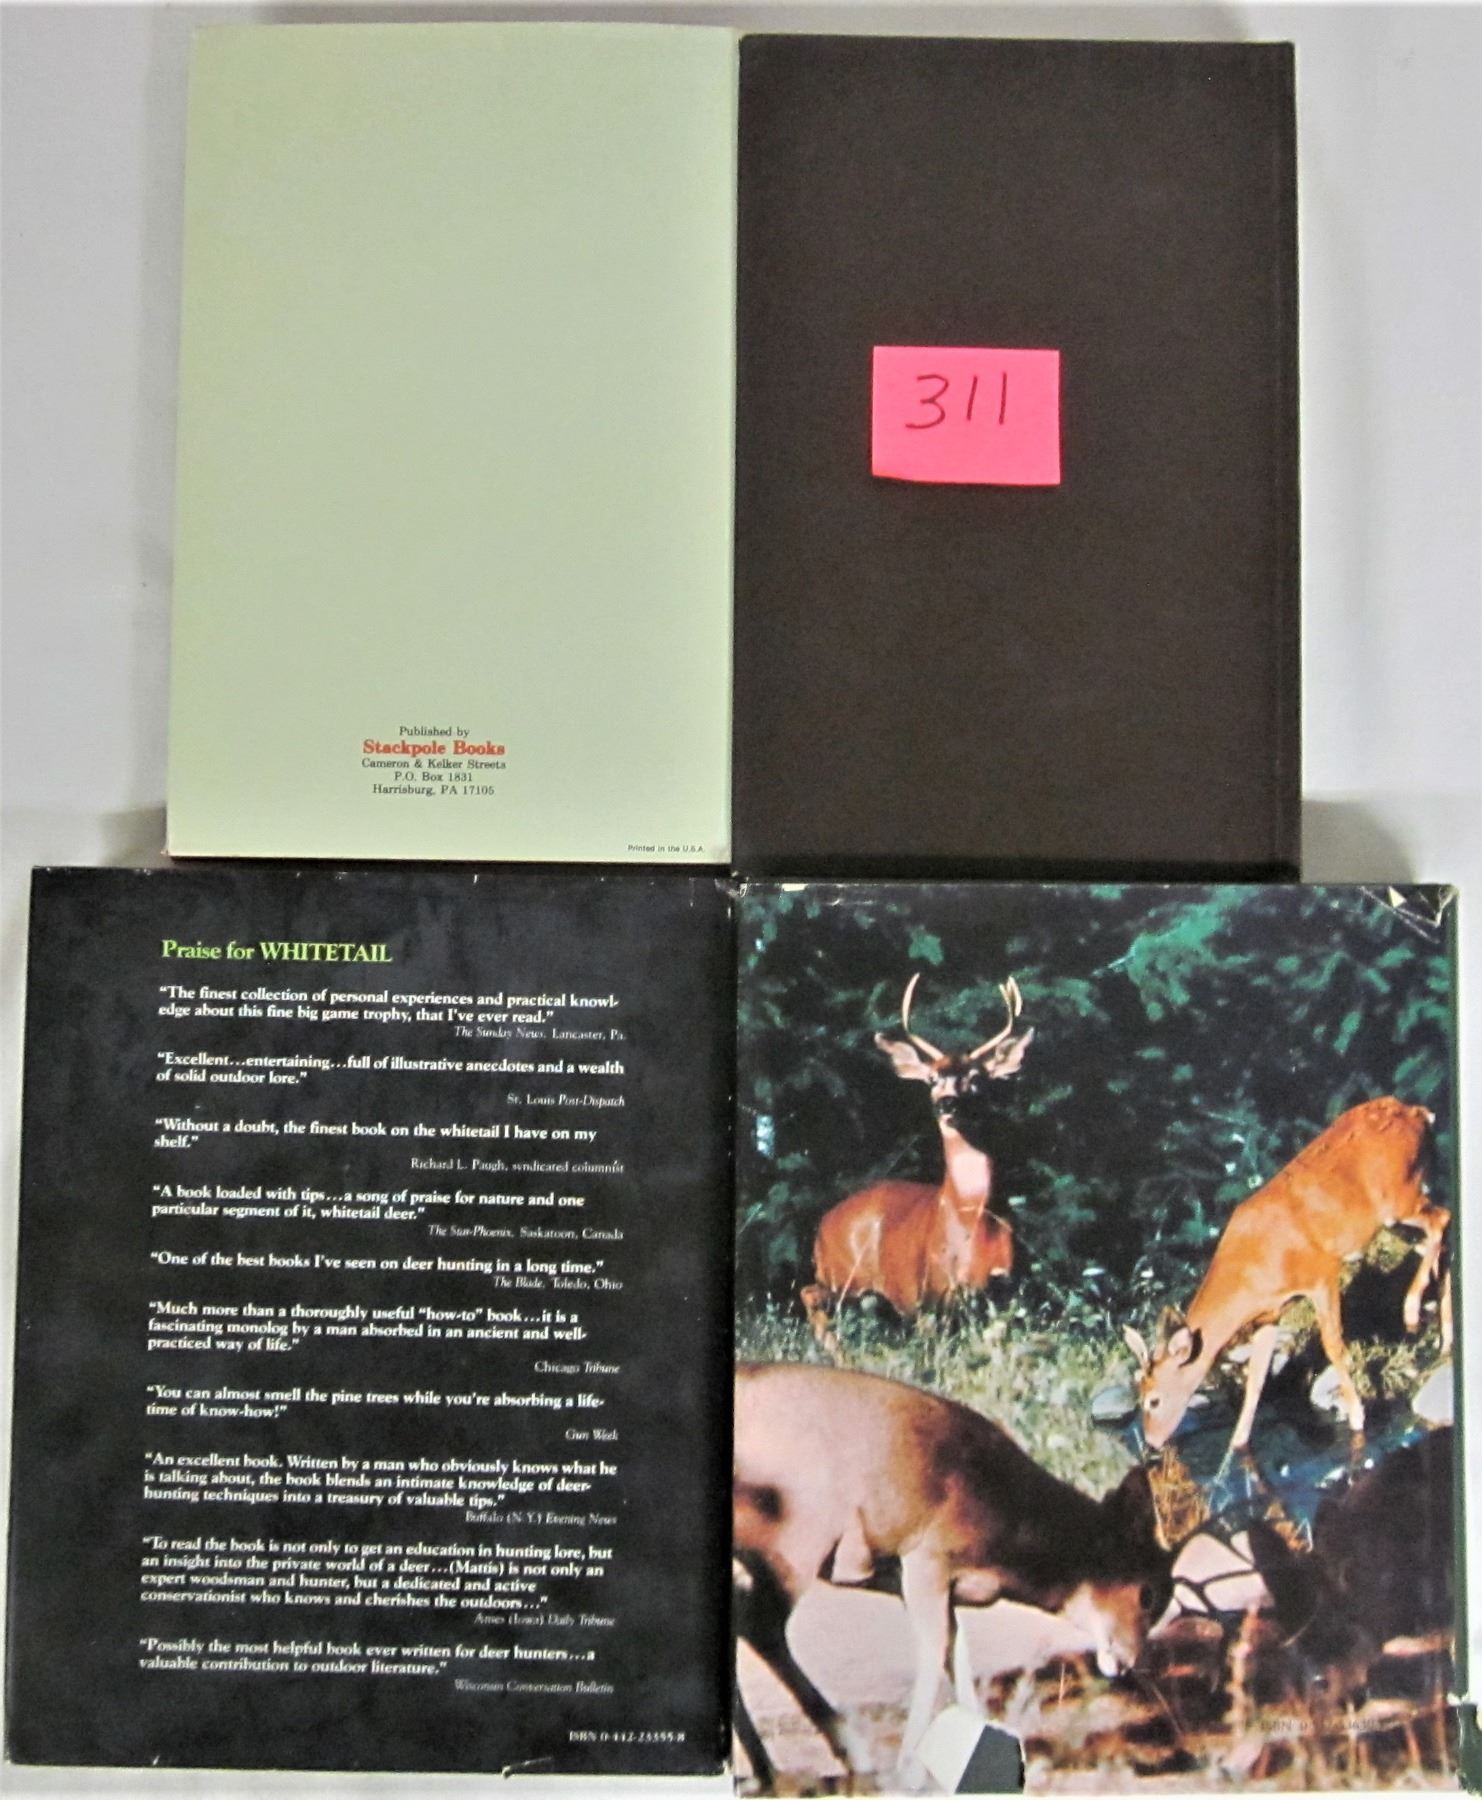 311
Published by
Stackpole Books
Cameron & Kelker Streets
P.O. Box 1831
Harrisburg, PA 17105
Printed in the U.S.A.
Praise for WHITETAIL
“The finest collection of personal experiences and practical knowl-
edge about this fine big game trophy, that I've ever read.”
The Sunday News, Lancaster, Pa.
“Excellent...entertaining...full of illustrative anecdotes and a wealth
of solid outdoor lore.”
St. Louis Post-Dispatch
“Without a doubt, the finest book on the whitetail I have on my
shelf.”
Richard L. Paugh, syndicated columnist
“A book loaded with tips...a song of praise for nature and one
particular segment of it, whitetail deer.”
The Star-Phoenix, Saskatoon, Canada
“One of the best books I've seen on deer hunting in a long time.”
The Blade, Toledo, Ohio
“Much more than a thoroughly useful “how-to” book...it is a
fascinating monolog by a man absorbed in an ancient and well-
practiced way of life.”
Chicago Tribune
“You can almost smell the pine trees while you're absorbing a life-
time of know-how!”
Gun Week
“An excellent book. Written by a man who obviously knows what he
is talking about, the book blends an intimate knowledge of deer-
hunting techniques into a treasury of valuable tips.”
Buffalo (N.Y.) Evening News
“To read the book is not only to get an education in hunting lore, but
an insight into the private world of a deer...(Mattis) is not only an
expert woodsman and hunter, but a dedicated and active
conservationist who knows and cherishes the outdoors...”
Ames (Iowa) Daily Tribune
“Possibly the most helpful book ever written for deer hunters...a
valuable contribution to outdoor literature.”
Wisconsin Conservation Bulletin
ISBN 0-442-23355-8
ISBN